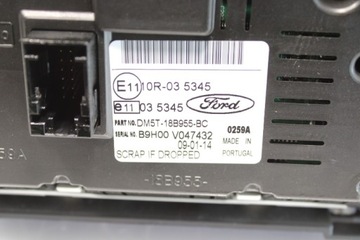 E11 10R-03 5345
e11 03 5345
Ford
PART NO. DM5T-18B955-BC
SERIAL NO. B9H00 V047432
0259A
09-01-14
MADE IN PORTUGAL
SCRAP IF DROPPED
-18B955-